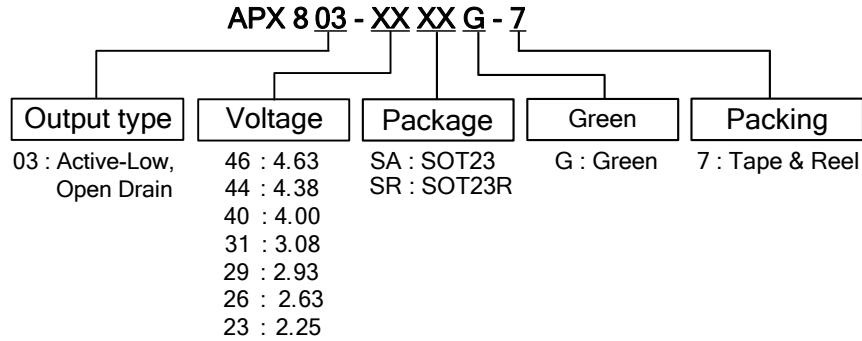 APX 8 03 - XX XX G - 7
Output type
03 : Active-Low,
Open Drain
Voltage
46 : 4.63
44 : 4.38
40 : 4.00
31 : 3.08
29 : 2.93
26 : 2.63
23 : 2.25
Package
SA : SOT23
SR : SOT23R
Green
G : Green
Packing
7 : Tape & Reel